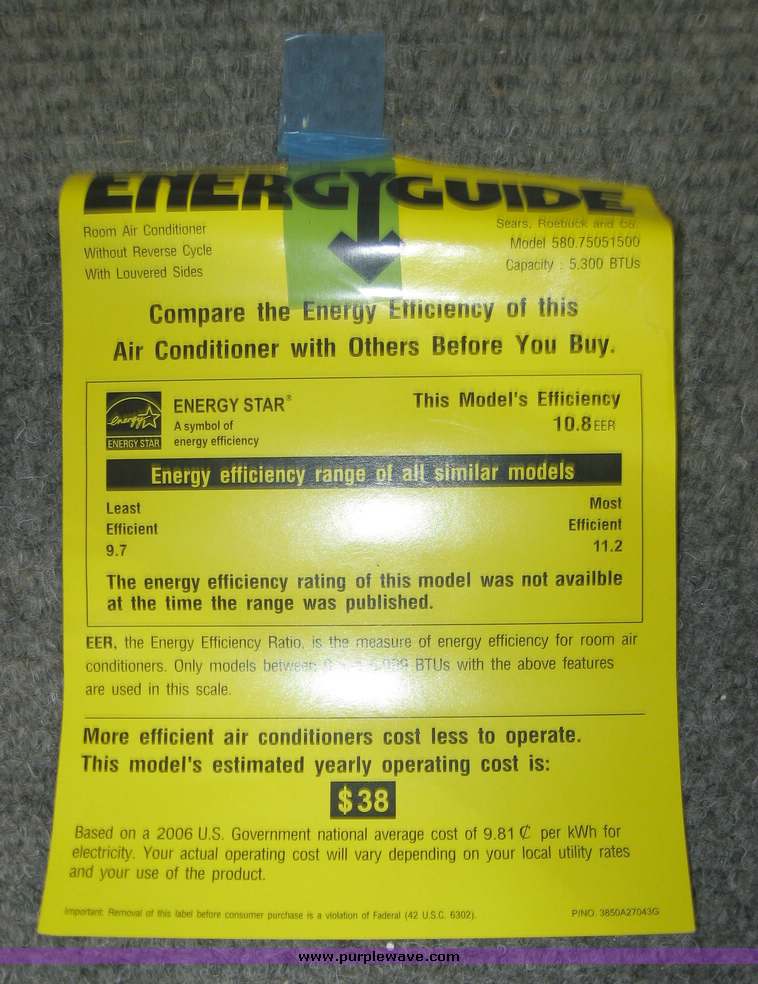 ENERGYGUIDE
Room Air Conditioner
Without Reverse Cycle
With Louvered Sides
Sears, Roebuck and Co.
Model 580.75051500
Capacity : 5.300 BTUs
Compare the Energy Efficiency of this
Air Conditioner with Others Before You Buy.
energy
ENERGY STAR
ENERGY STAR®
A symbol of
energy efficiency
This Model's Efficiency
10.8 EER
Energy efficiency range of all similar models
Least
Efficient
9.7
Most
Efficient
11.2
The energy efficiency rating of this model was not availble
at the time the range was published.
EER, the Energy Efficiency Ratio, is the measure of energy efficiency for room air
conditioners. Only models between BTUs with the above features
are used in this scale.
More efficient air conditioners cost less to operate.
This model's estimated yearly operating cost is:
$38
Based on a 2006 U.S. Government national average cost of 9.81 ₵ per kWh for
electricity. Your actual operating cost will vary depending on your local utility rates
and your use of the product.
Important: Removal of this label before consumer purchase is a violation of Federal (42 U.S.C. 6302).
P/NO. 3850A27043G
www.purplewave.com